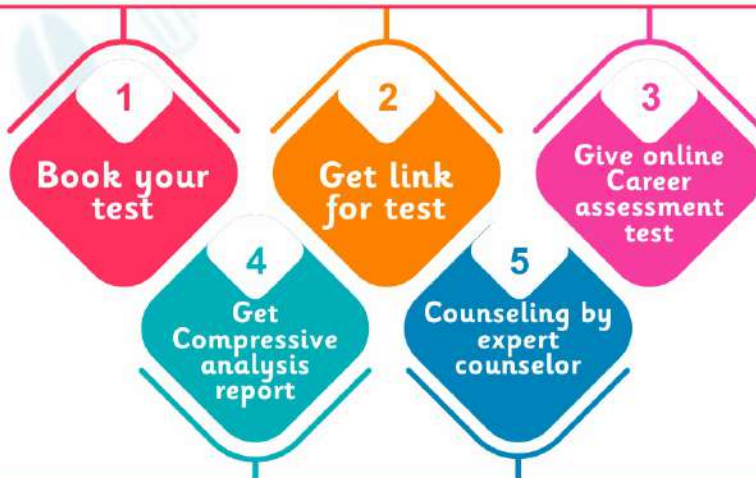 1
Book your
test
2
Get link
for test
3
Give online
Career
assessment
test
4
Get
Compressive
analysis
report
5
Counseling by
expert
counselor